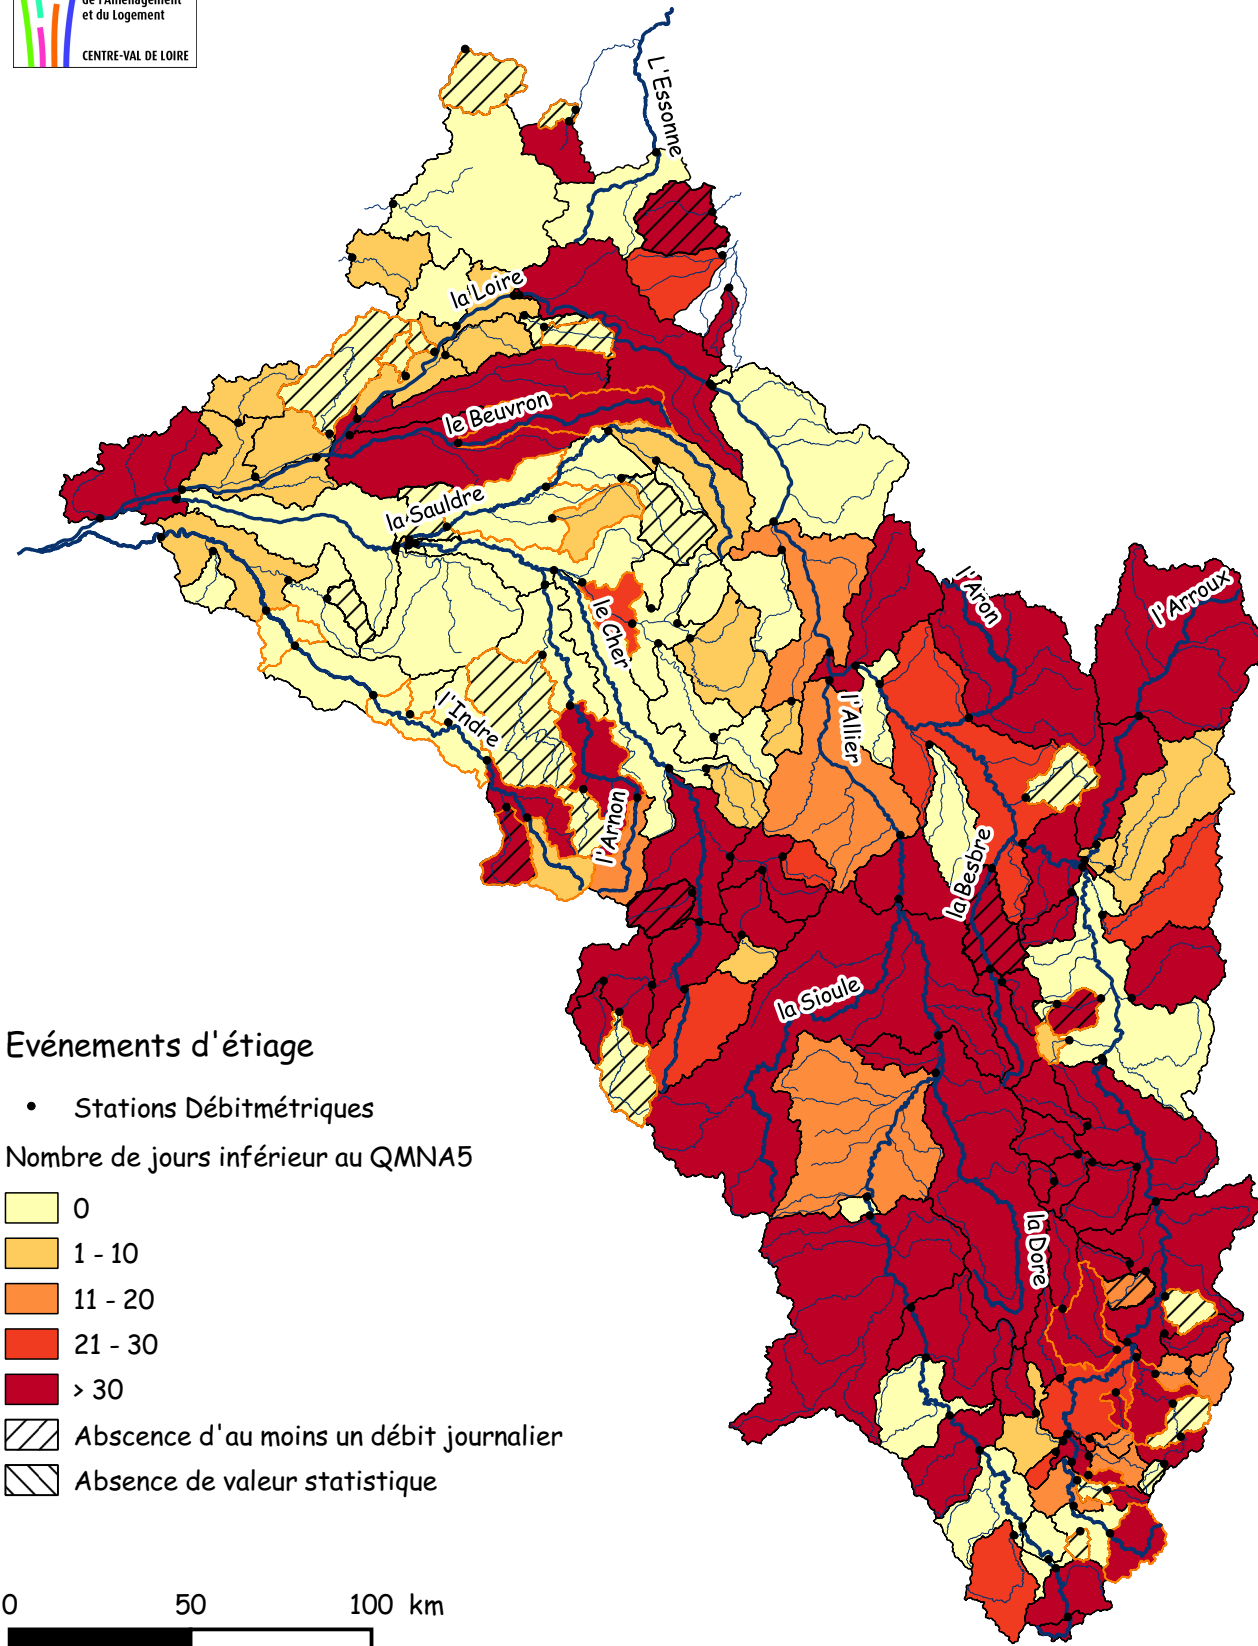 de l'Aménagement
et du Logement
CENTRE-VAL DE LOIRE
L'Essonne
la Loire
le Beuvron
la Sauldre
le Cher
l'Aron
l'Arroux
l'Allier
l'Indre
l'Arnon
la Besbre
la Sioule
la Dore
Evénements d'étiage
Stations Débitmétriques
Nombre de jours inférieur au QMNA5
0
1 - 10
11 - 20
21 - 30
> 30
Abscence d'au moins un débit journalier
Absence de valeur statistique
0 50 100 km